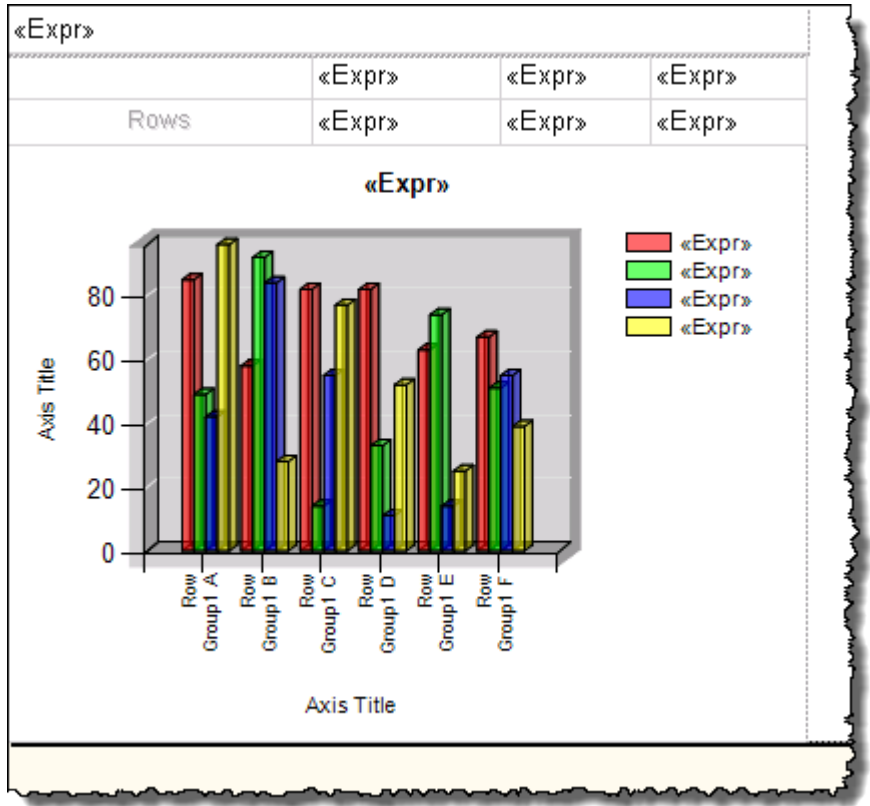 «Expr»
«Expr» «Expr» «Expr»
Rows «Expr» «Expr» «Expr»
«Expr»
«Expr»
«Expr»
«Expr»
«Expr»
80
60
40
20
0
Axis Title
Row Group1 A
Row Group1 B
Row Group1 C
Row Group1 D
Row Group1 E
Row Group1 F
Axis Title